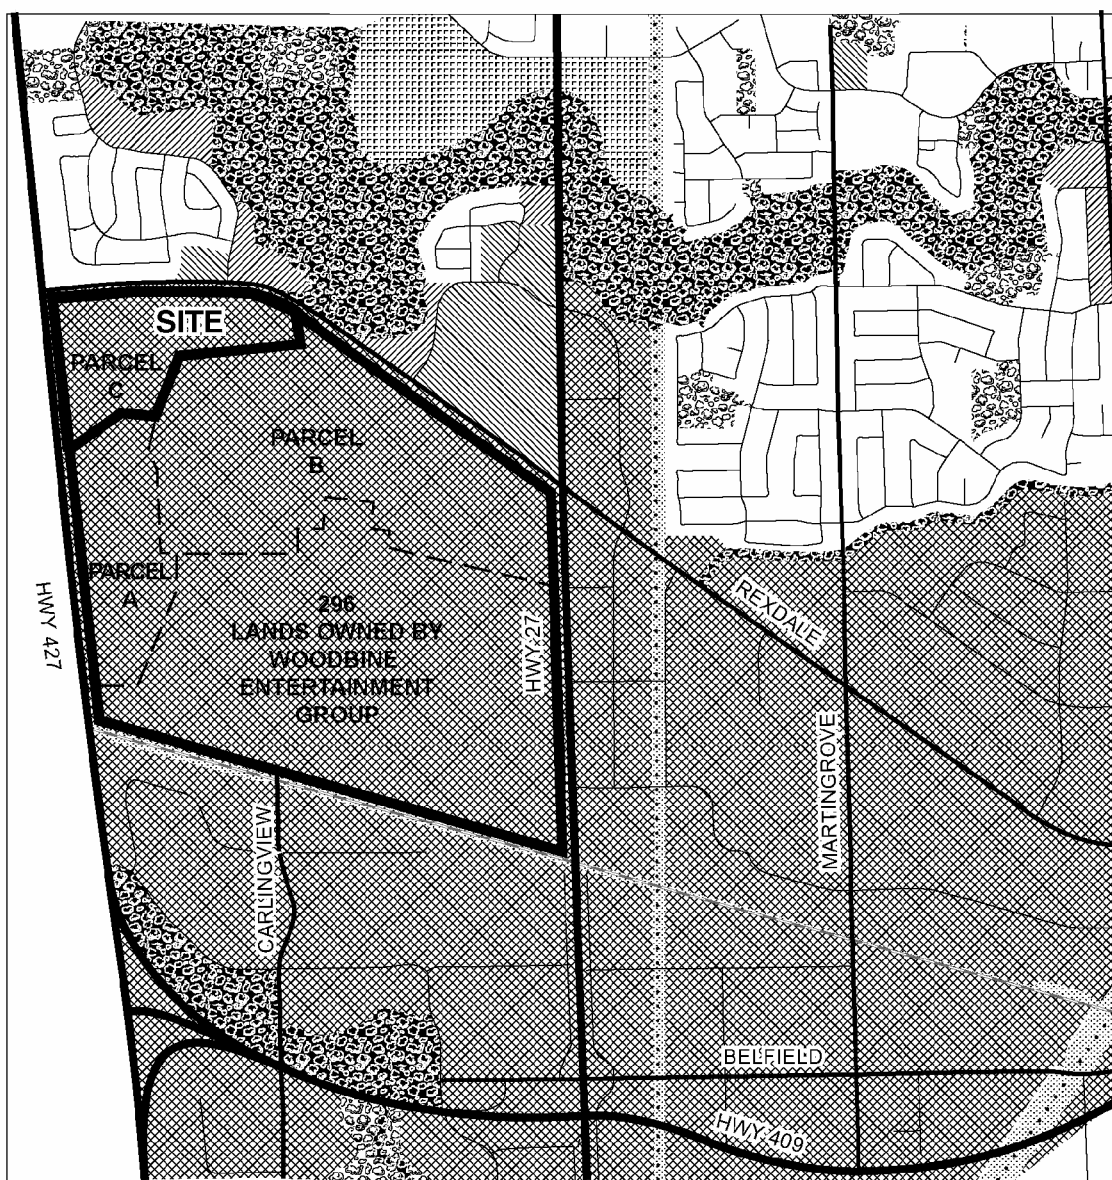 SITE
PARCEL
C
PARCEL
B
PARCEL
A
296
LANDS OWNED BY
WOODBINE
ENTERTAINMENT
GROUP
HWY 427
HWY 27
REXDALE
MARTINGROVE
CARLINGVIEW
BELFIELD
HWY 409